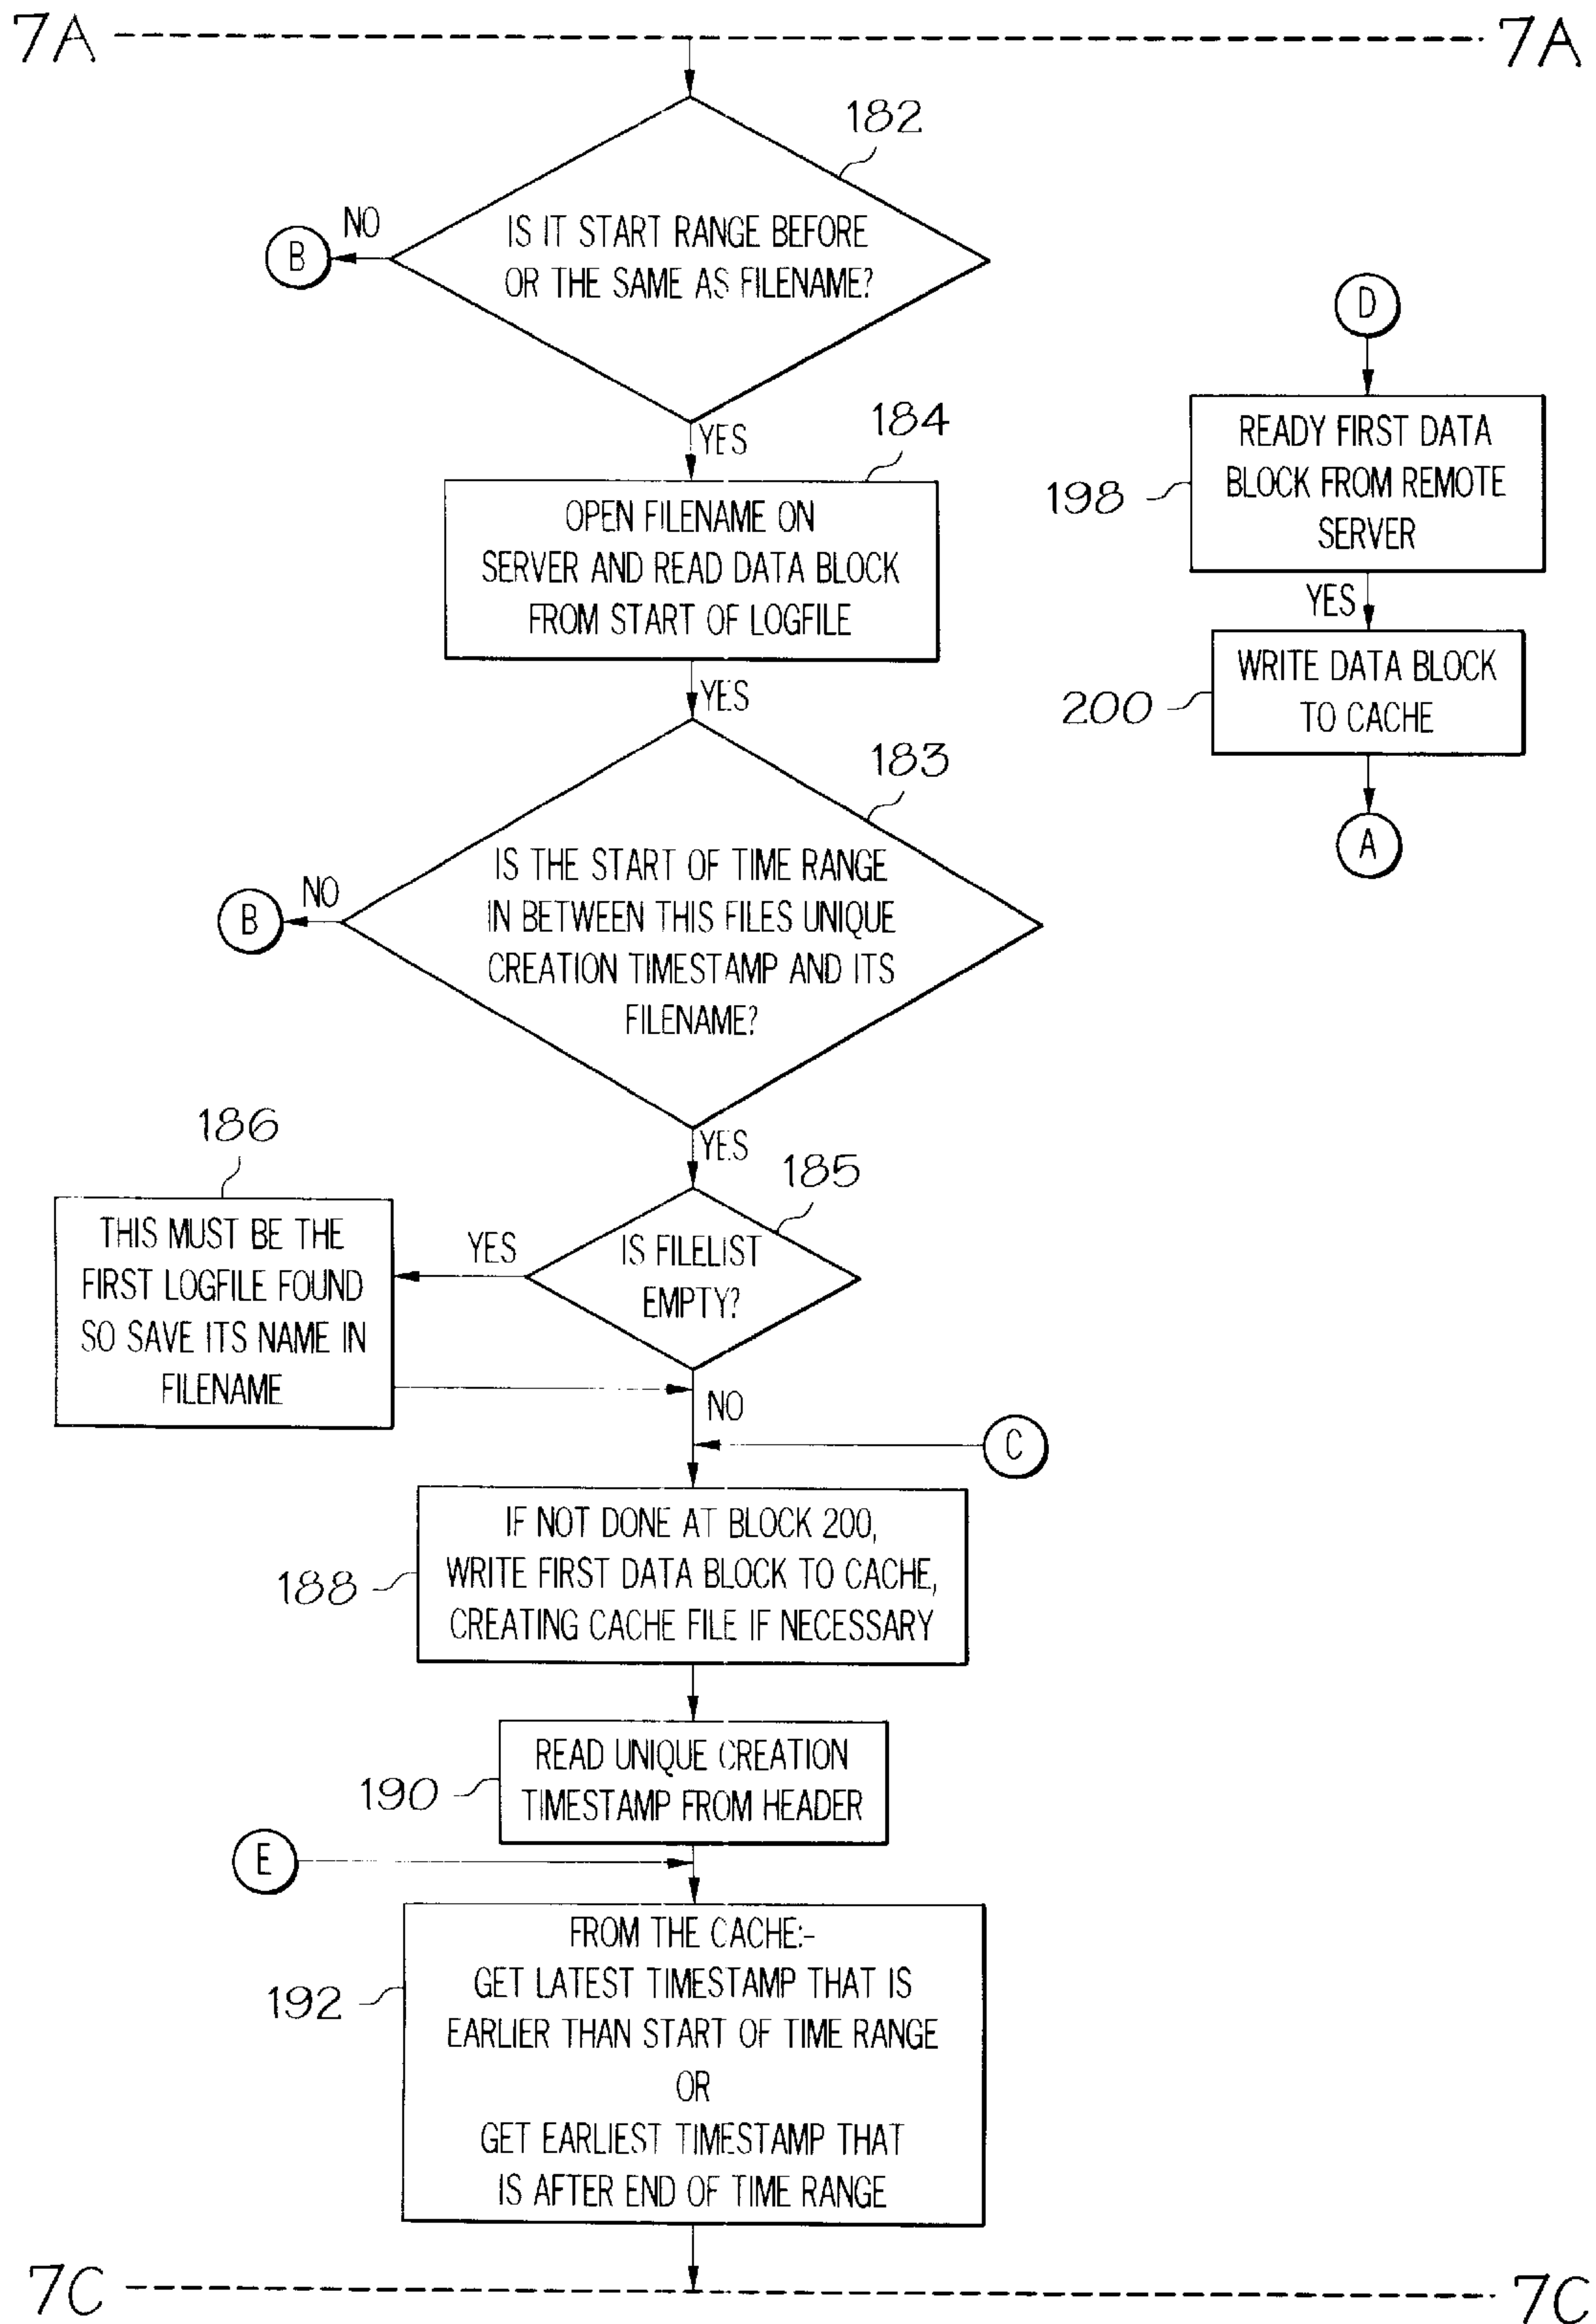 7A
7A
182
NO
B
IS IT START RANGE BEFORE
OR THE SAME AS FILENAME?
D
YES
184
OPEN FILENAME ON
SERVER AND READ DATA BLOCK
FROM START OF LOGFILE
198
READY FIRST DATA
BLOCK FROM REMOTE
SERVER
YES
YES
200
WRITE DATA BLOCK
TO CACHE
A
183
NO
B
IS THE START OF TIME RANGE
IN BETWEEN THIS FILES UNIQUE
CREATION TIMESTAMP AND ITS
FILENAME?
YES
186
THIS MUST BE THE
FIRST LOGFILE FOUND
SO SAVE ITS NAME IN
FILENAME
YES
185
IS FILELIST
EMPTY?
NO
C
188
IF NOT DONE AT BLOCK 200,
WRITE FIRST DATA BLOCK TO CACHE,
CREATING CACHE FILE IF NECESSARY
190
READ UNIQUE CREATION
TIMESTAMP FROM HEADER
E
192
FROM THE CACHE:-
GET LATEST TIMESTAMP THAT IS
EARLIER THAN START OF TIME RANGE
OR
GET EARLIEST TIMESTAMP THAT
IS AFTER END OF TIME RANGE
7C
7C